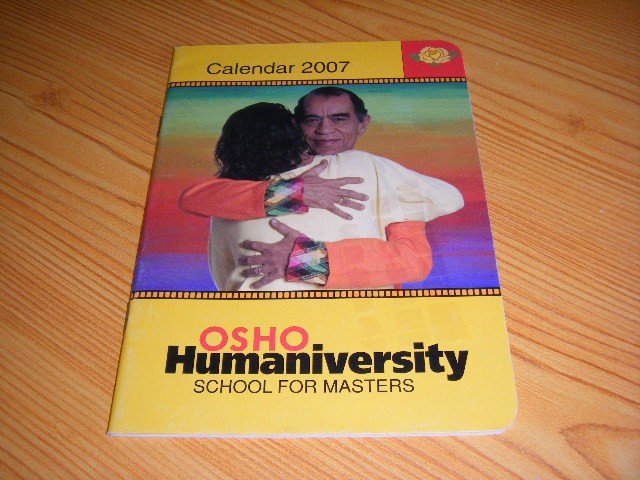 Calendar 2007
OSHO
Humaniversity
SCHOOL FOR MASTERS